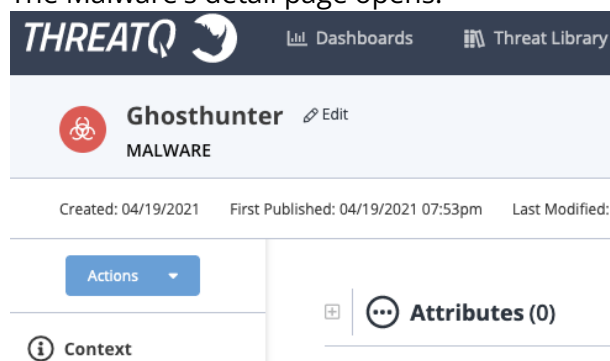 The Malware's detail page opens.
THREATQ Dashboards Threat Library
Ghosthunter Edit
MALWARE
Created: 04/19/2021 First Published: 04/19/2021 07:53pm Last Modified:
Actions
Attributes (0)
Context